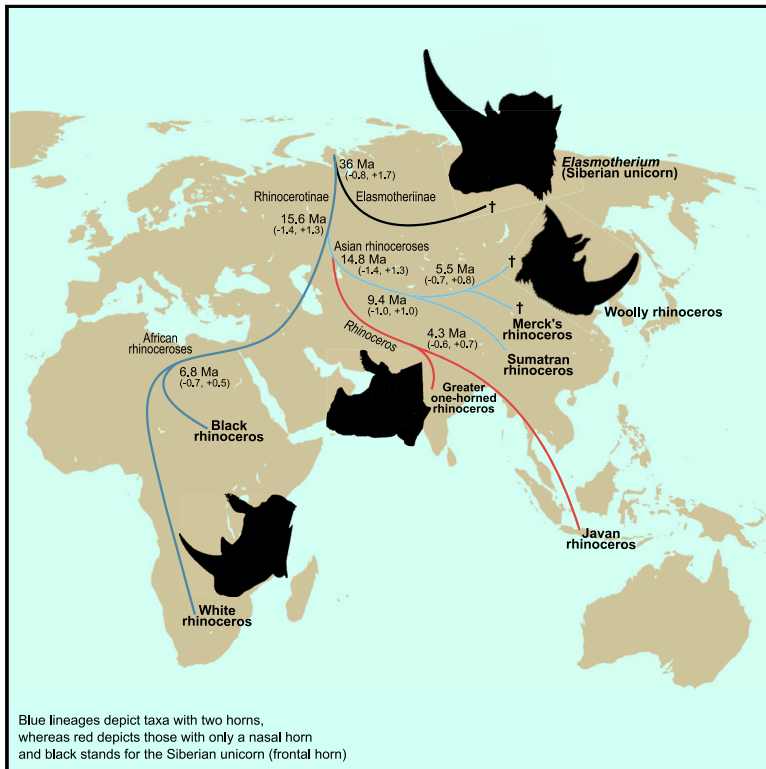 Elasmotherium
(Siberian unicorn)
36 Ma
(-0.8, +1.7)
Rhinocerotinae
Elasmotheriinae
†
15.6 Ma
(-1.4, +1.3)
Asian rhinoceroses
14.8 Ma
(-1.4, +1.3)
5.5 Ma
(-0.7, +0.8)
†
9.4 Ma
(-1.0, +1.0)
†
Woolly rhinoceros
Merck's
rhinoceros
Rhinoceros
4.3 Ma
(-0.6, +0.7)
Sumatran
rhinoceros
African
rhinoceroses
6.8 Ma
(-0.7, +0.5)
Greater
one-horned
rhinoceros
Black
rhinoceros
Javan
rhinoceros
White
rhinoceros
Blue lineages depict taxa with two horns,
whereas red depicts those with only a nasal horn
and black stands for the Siberian unicorn (frontal horn)